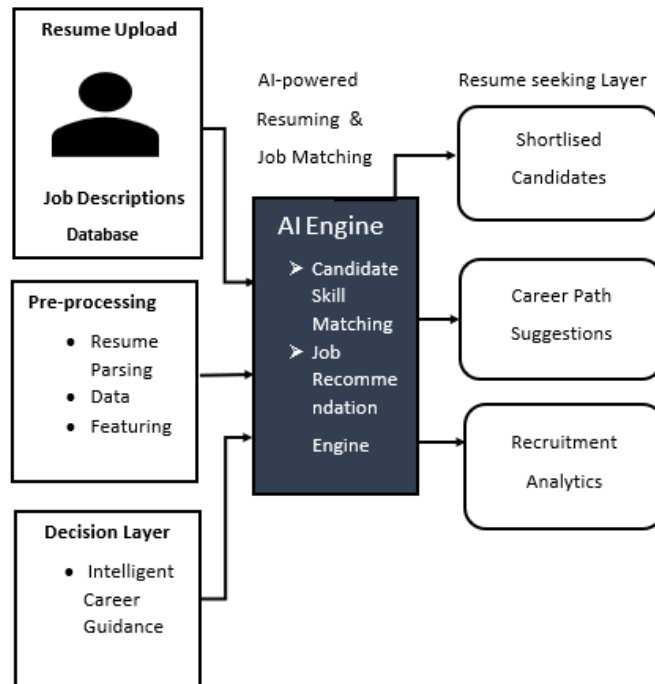 Resume Upload
Job Descriptions
Database
Pre-processing
• Resume
Parsing
• Data
• Featuring
Decision Layer
• Intelligent
Career
Guidance
AI-powered
Resuming &
Job Matching
AI Engine
➢ Candidate
Skill
Matching
➢ Job
Recomme
ndation
Engine
Resume seeking Layer
Shortlised
Candidates
Career Path
Suggestions
Recruitment
Analytics